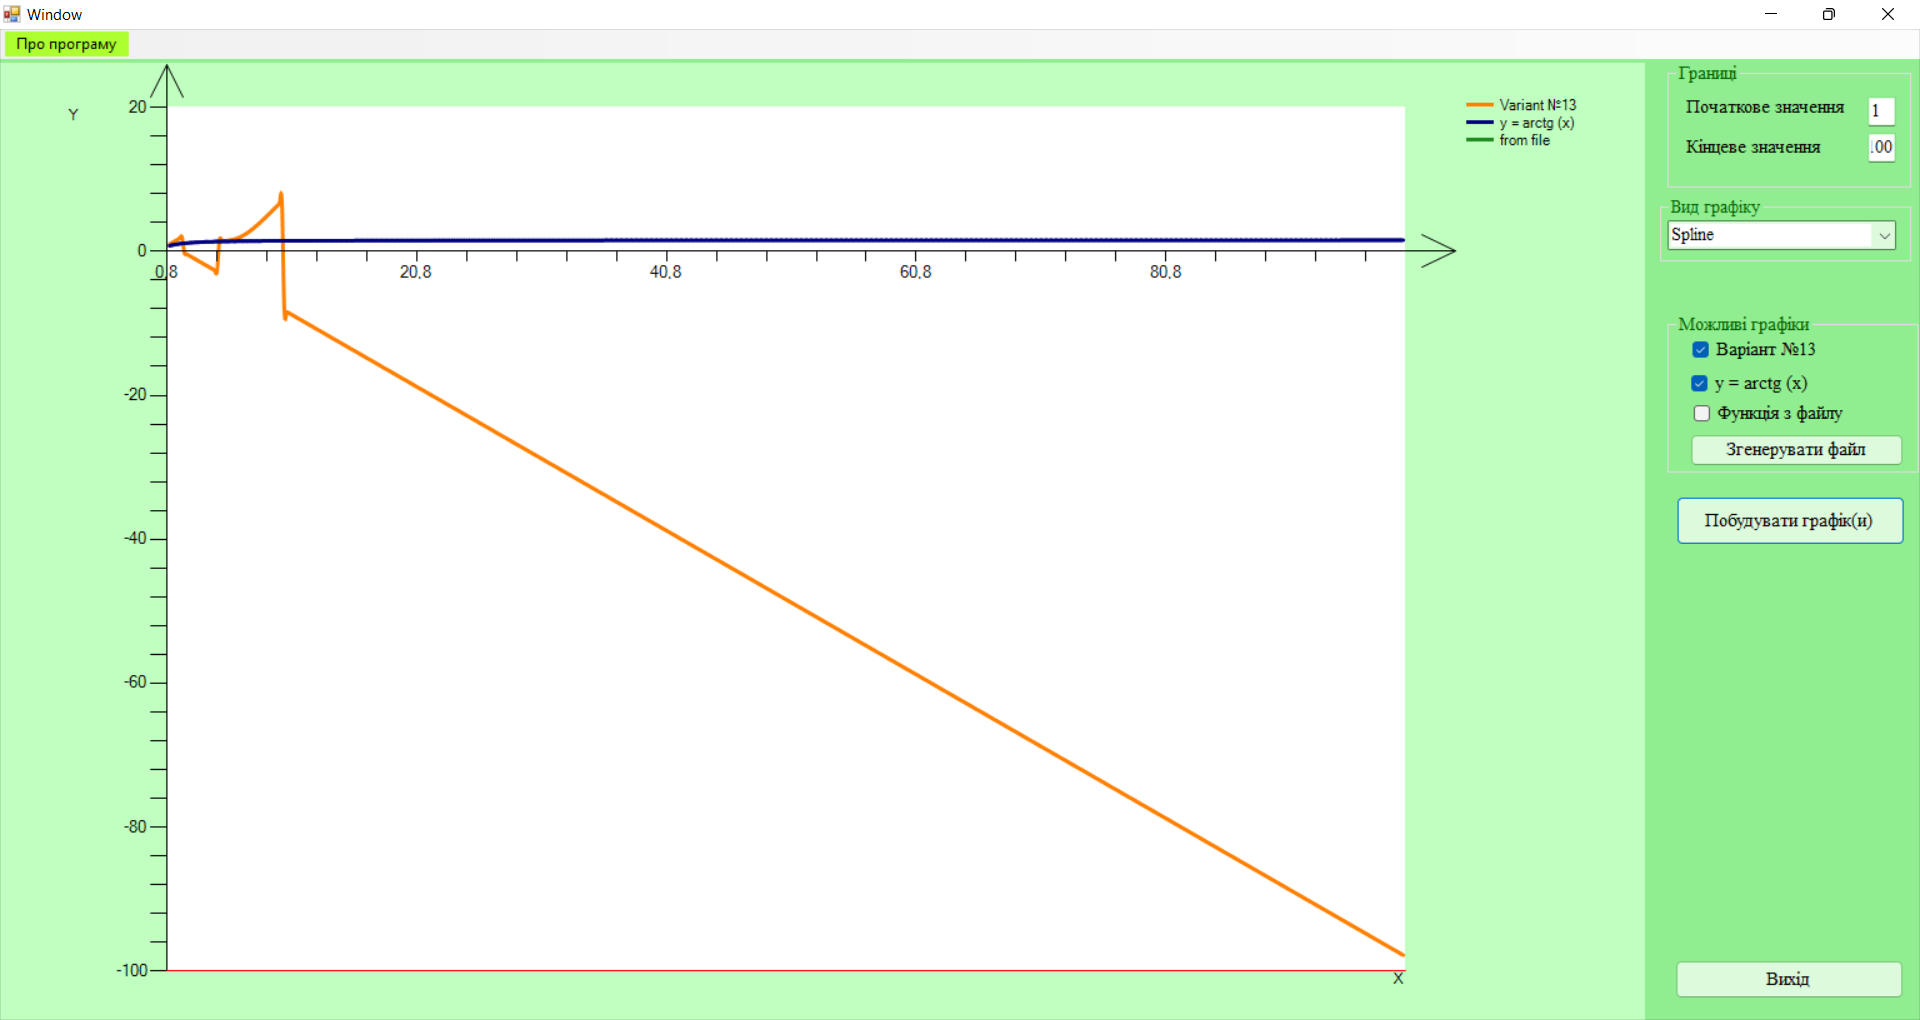 Window
Про програму
Y
20
0
-20
-40
-60
-80
-100
0,8
20,8
40,8
60,8
80,8
X
Variant №13
y = arctg (x)
from file
Границі
Початкове значення
1
Кінцеве значення
00
Вид графіку
Spline
Можливі графіки
Варіант №13
y = arctg (x)
Функція з файлу
Згенерувати файл
Побудувати графік(и)
Вихід